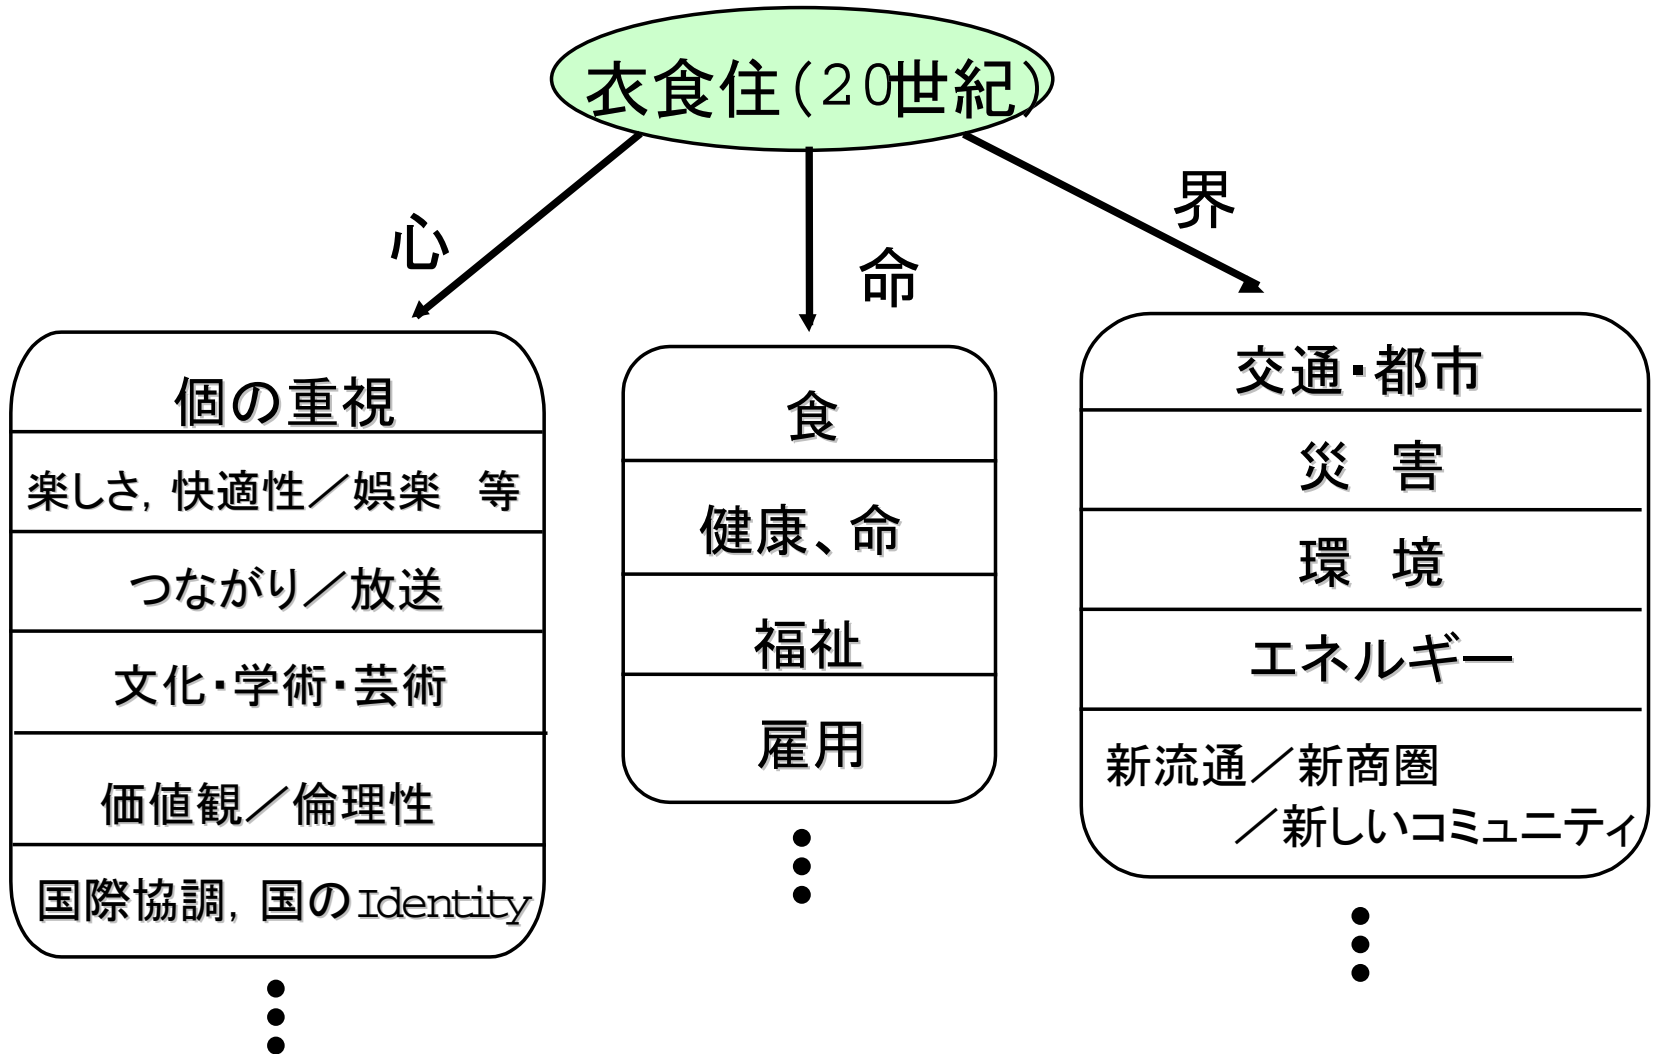 衣食住(20世紀)
心
命
界
個の重視
楽しさ, 快適性／娯楽　等
つながり／放送
文化・学術・芸術
価値観／倫理性
国際協調, 国のIdentity
食
健康、命
福祉
雇用
交通・都市
災　害
環　境
エネルギー
新流通／新商圏
／新しいコミュニティ